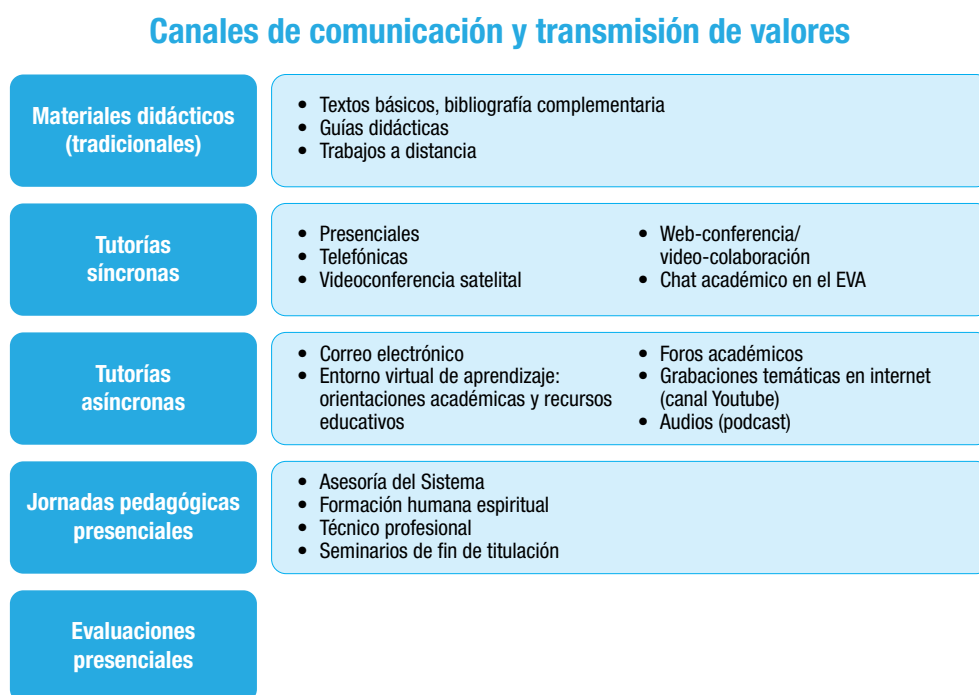 Canales de comunicación y transmisión de valores
Materiales didácticos
(tradicionales)
• Textos básicos, bibliografía complementaria
• Guías didácticas
• Trabajos a distancia
Tutorías
síncronas
• Presenciales
• Telefónicas
• Videoconferencia satelital
• Web-conferencia/
video-colaboración
• Chat académico en el EVA
Tutorías
asíncronas
• Correo electrónico
• Entorno virtual de aprendizaje:
orientaciones académicas y recursos
educativos
• Foros académicos
• Grabaciones temáticas en internet
(canal Youtube)
• Audios (podcast)
Jornadas pedagógicas
presenciales
• Asesoría del Sistema
• Formación humana espiritual
• Técnico profesional
• Seminarios de fin de titulación
Evaluaciones
presenciales